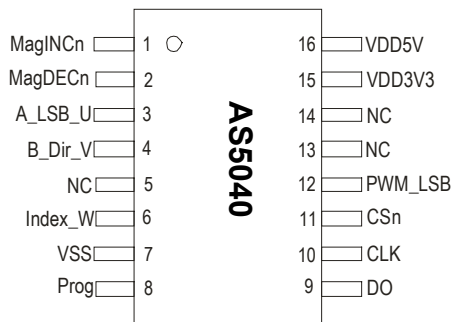 MagINCn 1 16 VDD5V
MagDECn 2 15 VDD3V3
A_LSB_U 3 14 NC
B_Dir_V 4 13 NC
NC 5 12 PWM_LSB
Index_W 6 11 CSn
VSS 7 10 CLK
Prog 8 9 DO
AS5040